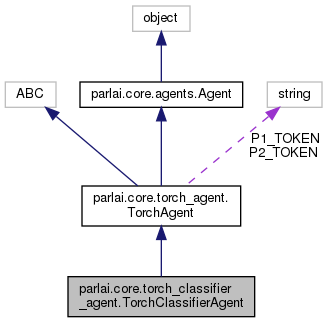 object
ABC
parlai.core.agents.Agent
string
P1_TOKEN
P2_TOKEN
parlai.core.torch_agent.
TorchAgent
parlai.core.torch_classifier
_agent.TorchClassifierAgent